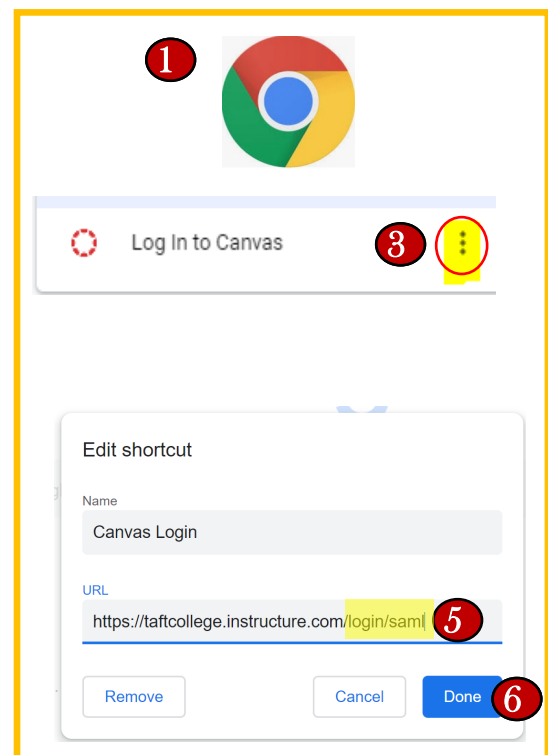 1
Log In to Canvas 3
Edit shortcut
Name
Canvas Login
URL
https://taftcollege.instructure.com/login/saml 5
Remove Cancel Done 6